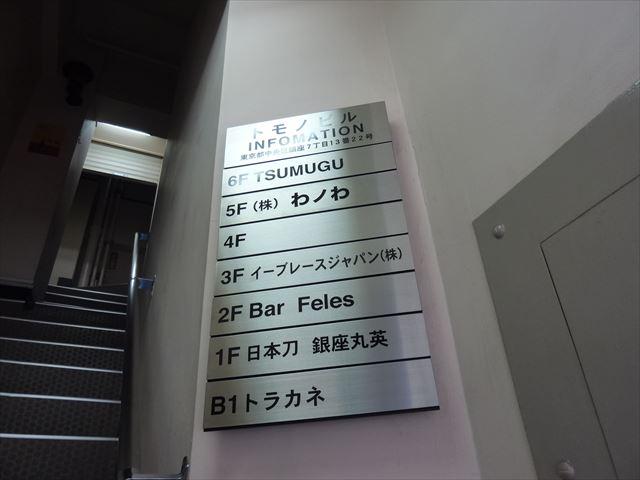 トモノビル
INFOMATION
東京都中央区銀座7丁目13番22号
6F TSUMUGU
5F (株) わノわ
4F
3F イーブレースジャパン(株)
2F Bar Feles
1F 日本刀 銀座丸英
B1トラカネ